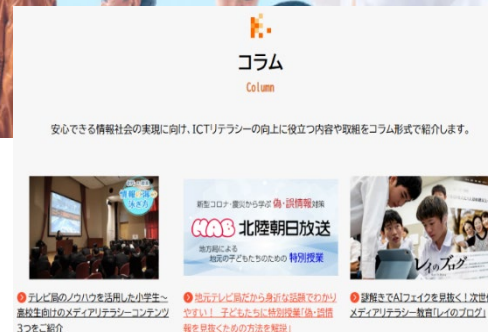 コラム
Column
安心できる情報社会の実現に向け、ICTリテラシーの向上に役立つ内容や取組をコラム形式で紹介します。
情報の海の
泳ぎ方
テレビ局のノウハウを活用した小学生～
高校生向けのメディアリテラシーコンテンツ
3つをご紹介
新型コロナ・震災から学ぶ 偽・誤情報対策
HAB 北陸朝日放送
地方局による
地元の子どもたちのための 特別授業
地元テレビ局だから身近な話題でわかり
やすい！ 子どもたちに特別授業「偽・誤情
報を見抜くための方法を解説」
レイのブログ
謎解きでAIフェイクを見抜く！次世
メディアリテラシー教育「レイのブログ」